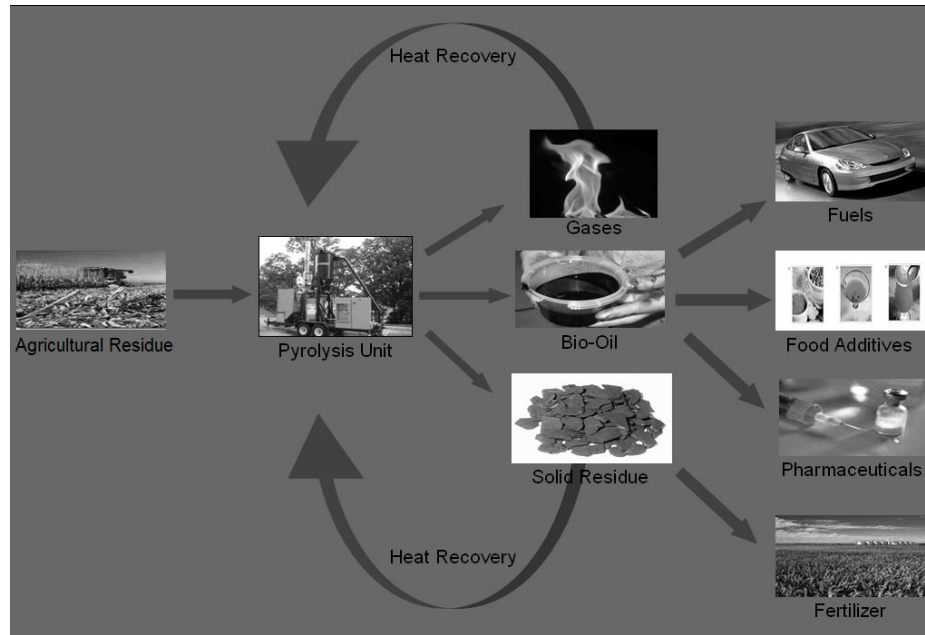 Heat Recovery
Gases
Fuels
Agricultural Residue
Pyrolysis Unit
Bio-Oil
Food Additives
Solid Residue
Pharmaceuticals
Heat Recovery
Fertilizer